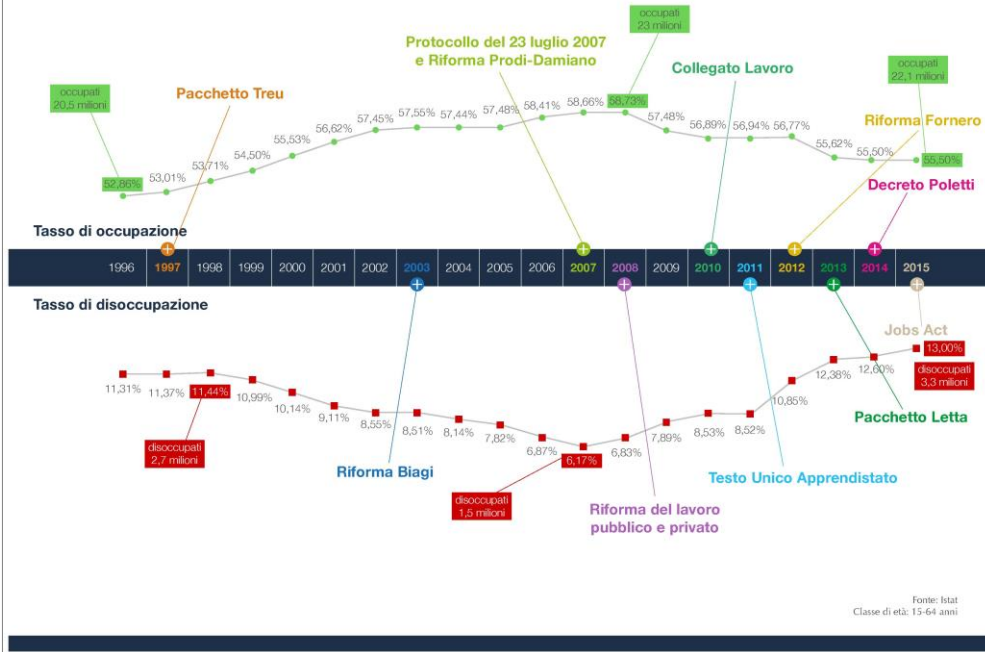 occupati
23 milioni
Protocollo del 23 luglio 2007
e Riforma Prodi-Damiano
Collegato Lavoro
occupati
22,1 milioni
occupati
20,5 milioni
Pacchetto Treu
Riforma Fornero
52,86%
53,01%
53,71%
54,50%
55,53%
56,62%
57,45%
57,55%
57,44%
57,48%
58,41%
58,66%
58,73%
57,48%
56,89%
56,94%
56,77%
55,62%
55,50%
55,50%
Decreto Poletti
Tasso di occupazione
1996 1997 1998 1999 2000 2001 2002 2003 2004 2005 2006 2007 2008 2009 2010 2011 2012 2013 2014 2015
Tasso di disoccupazione
Jobs Act
11,31%
11,37%
11,44%
10,99%
10,14%
9,11%
8,55%
8,51%
8,14%
7,82%
6,87%
6,17%
6,83%
7,89%
8,53%
8,52%
10,85%
12,38%
12,60%
13,00%
disoccupati
3,3 milioni
Pacchetto Letta
disoccupati
2,7 milioni
Riforma Biagi
disoccupati
1,5 milioni
Testo Unico Apprendistato
Riforma del lavoro
pubblico e privato
Fonte: Istat
Classe di età: 15-64 anni